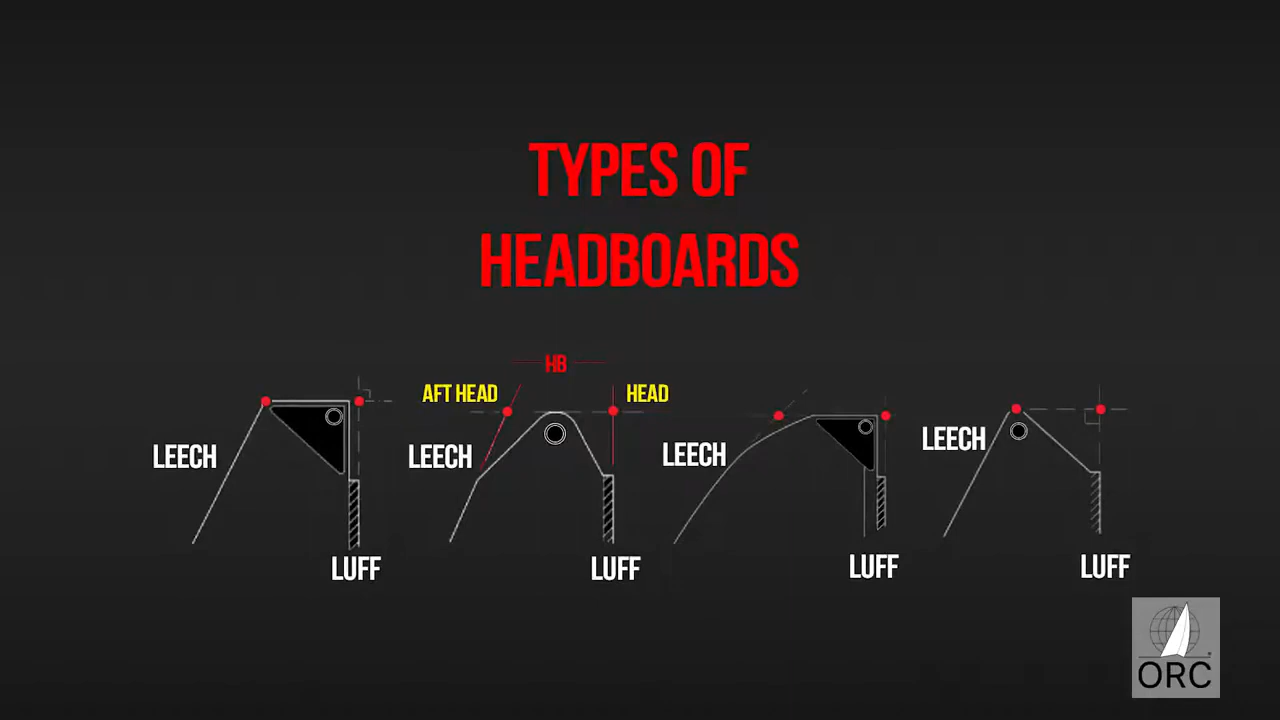 TYPES OF
HEADBOARDS
HB
AFT HEAD
HEAD
LEECH
LEECH
LEECH
LEECH
LUFF
LUFF
LUFF
LUFF
ORC